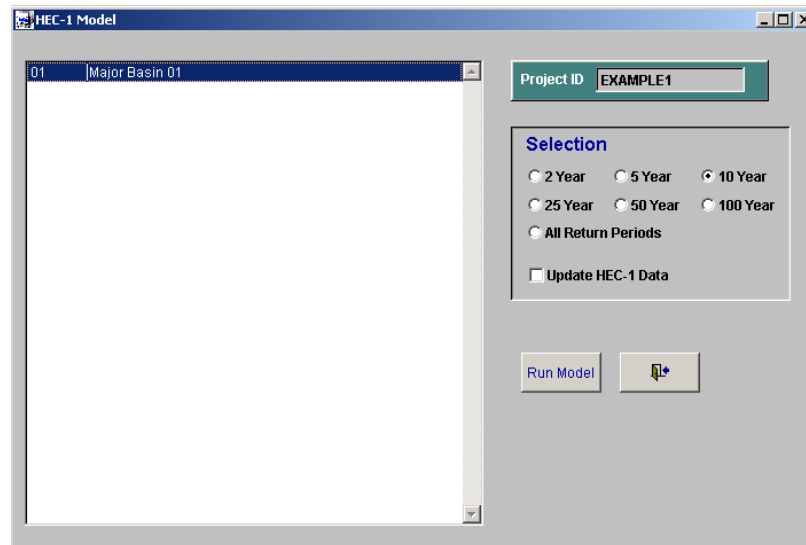 HEC-1 Model
01 Major Basin 01
Project ID EXAMPLE1
Selection
2 Year 5 Year 10 Year
25 Year 50 Year 100 Year
All Return Periods
Update HEC-1 Data
Run Model